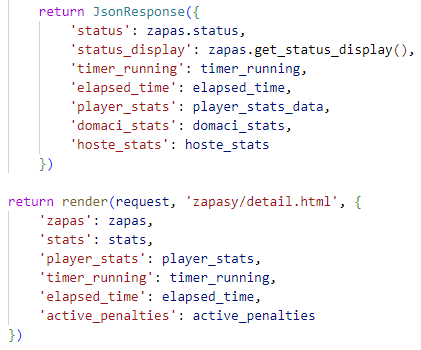 return JsonResponse({
    'status': zapas.status,
    'status_display': zapas.get_status_display(),
    'timer_running': timer_running,
    'elapsed_time': elapsed_time,
    'player_stats': player_stats_data,
    'domaci_stats': domaci_stats,
    'hoste_stats': hoste_stats
})
return render(request, 'zapasy/detail.html', {
    'zapas': zapas,
    'stats': stats,
    'player_stats': player_stats,
    'timer_running': timer_running,
    'elapsed_time': elapsed_time,
    'active_penalties': active_penalties
})